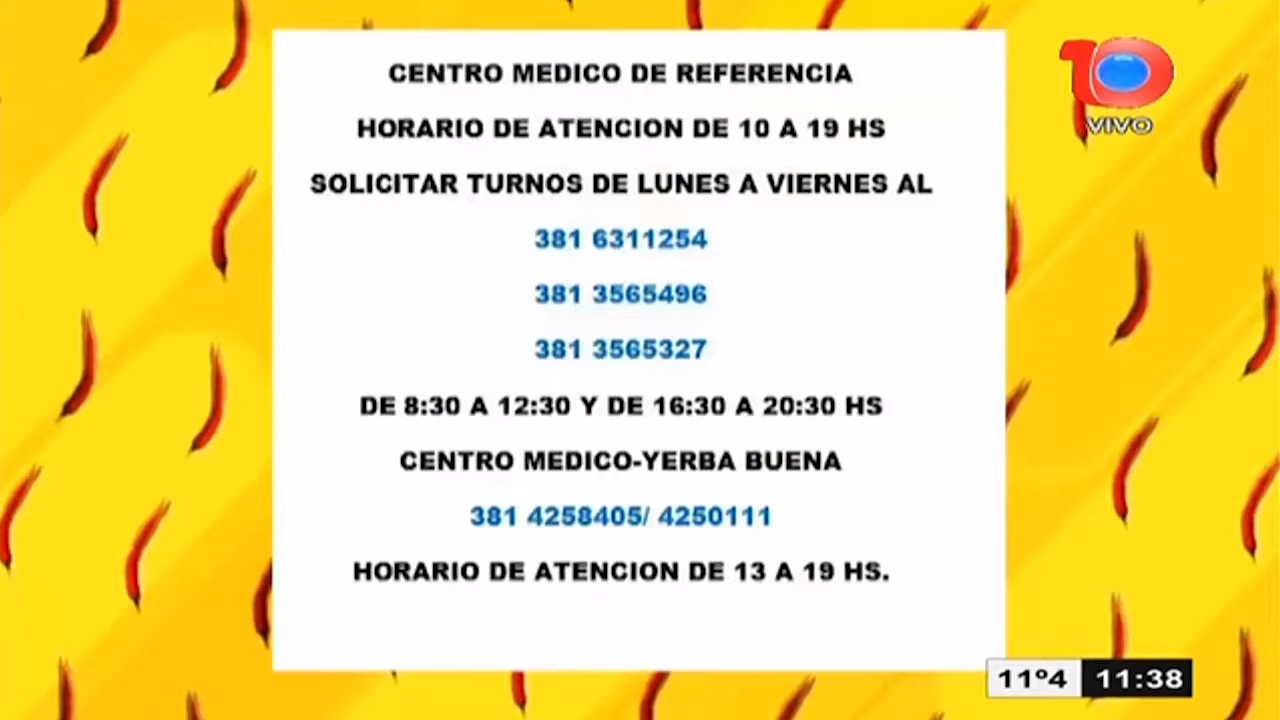 CENTRO MEDICO DE REFERENCIA
HORARIO DE ATENCION DE 10 A 19 HS
SOLICITAR TURNOS DE LUNES A VIERNES AL
381 6311254
381 3565496
381 3565327
DE 8:30 A 12:30 Y DE 16:30 A 20:30 HS
CENTRO MEDICO-YERBA BUENA
381 4258405/ 4250111
HORARIO DE ATENCION DE 13 A 19 HS.
10
VIVO
11º4 11:38